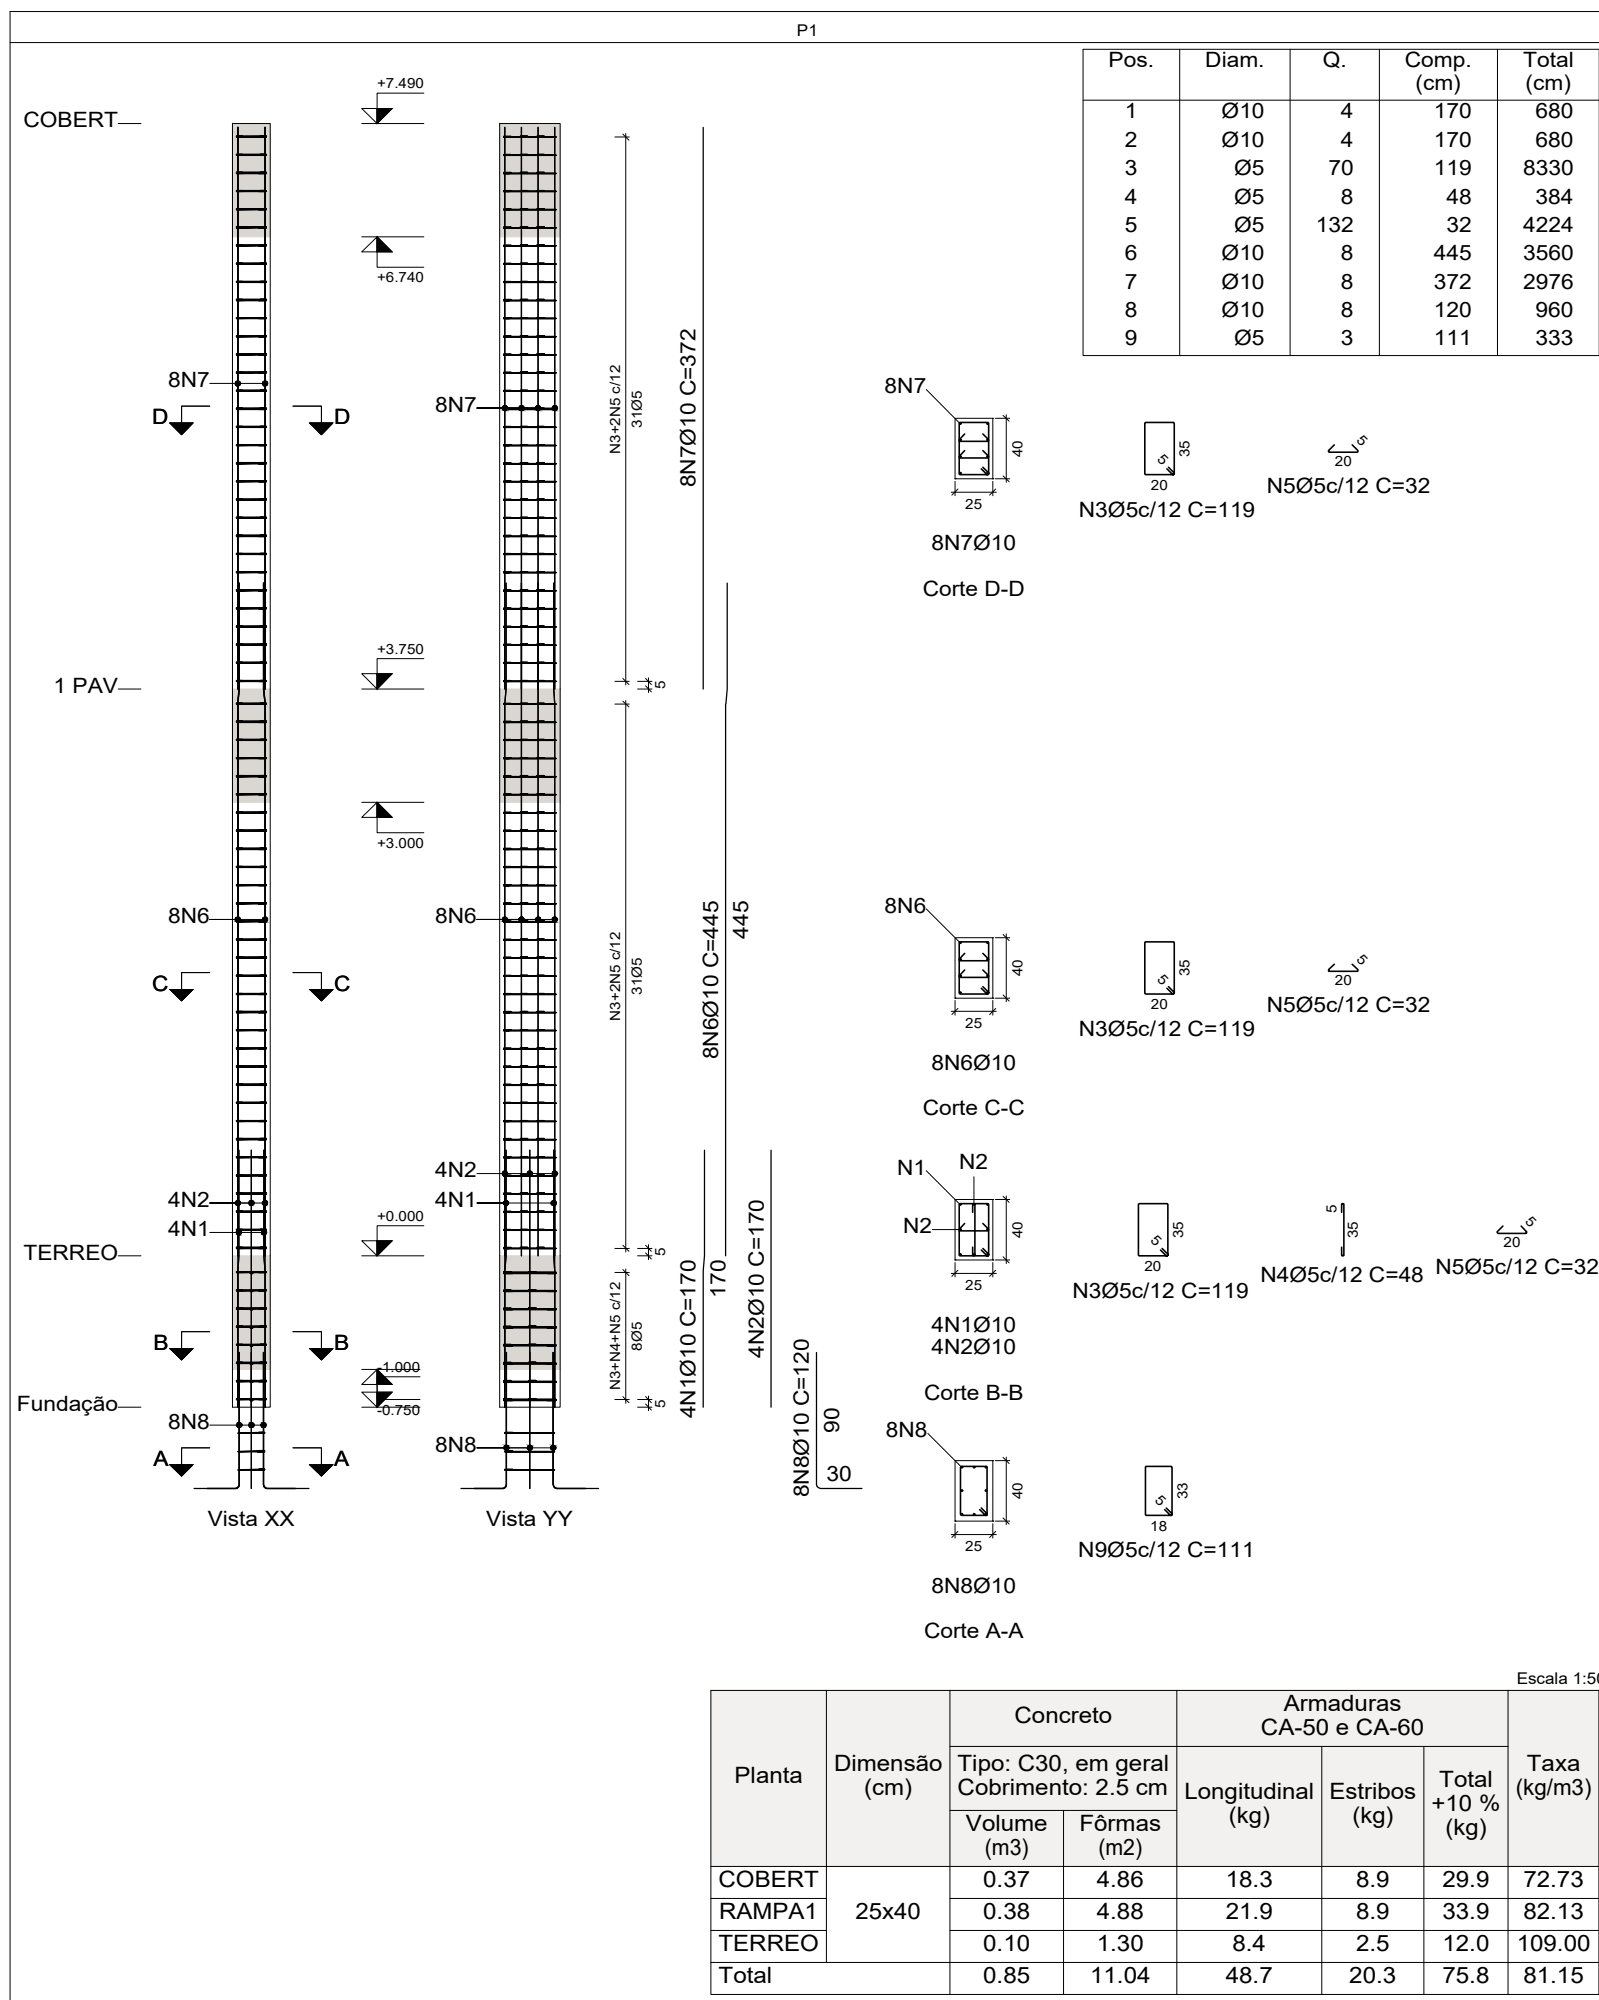 P1
Pos. Diam. Q. Comp. (cm) Total (cm)
1 Ø10 4 170 680
2 Ø10 4 170 680
3 Ø5 70 119 8330
4 Ø5 8 48 384
5 Ø5 132 32 4224
6 Ø10 8 445 3560
7 Ø10 8 372 2976
8 Ø10 8 120 960
9 Ø5 3 111 333
COBERT
+7.490
+6.740
8N7
8N7
D D
N3+2N5 c/12
31Ø5
8N7Ø10 C=372
8N7
40
25
8N7Ø10
Corte D-D
5
35
20
N3Ø5c/12 C=119
5
20
N5Ø5c/12 C=32
1 PAV
+3.750
5
+3.000
8N6
8N6
C C
N3+2N5 c/12
31Ø5
8N6Ø10 C=445
445
8N6
40
25
8N6Ø10
Corte C-C
5
35
20
N3Ø5c/12 C=119
5
20
N5Ø5c/12 C=32
4N2
4N1
4N2
4N1
TERREO
+0.000
5
N3+N4+N5 c/12
8Ø5
4N1Ø10 C=170
170
4N2Ø10 C=170
N1 N2
N2
40
25
4N1Ø10
4N2Ø10
Corte B-B
5
35
20
N3Ø5c/12 C=119
5
35
N4Ø5c/12 C=48
5
20
N5Ø5c/12 C=32
B B
-1.000
-0.750
Fundação
5
8N8
8N8
A A
8N8Ø10 C=120
90
30
8N8
40
25
8N8Ø10
Corte A-A
5
33
18
N9Ø5c/12 C=111
Vista XX
Vista YY
Escala 1:50
Planta
Dimensão (cm)
Concreto
Tipo: C30, em geral
Cobrimento: 2.5 cm
Volume (m3)
Fôrmas (m2)
Armaduras
CA-50 e CA-60
Longitudinal (kg)
Estribos (kg)
Total +10 % (kg)
Taxa (kg/m3)
COBERT 0.37 4.86 18.3 8.9 29.9 72.73
RAMPA1 25x40 0.38 4.88 21.9 8.9 33.9 82.13
TERREO 0.10 1.30 8.4 2.5 12.0 109.00
Total 0.85 11.04 48.7 20.3 75.8 81.15